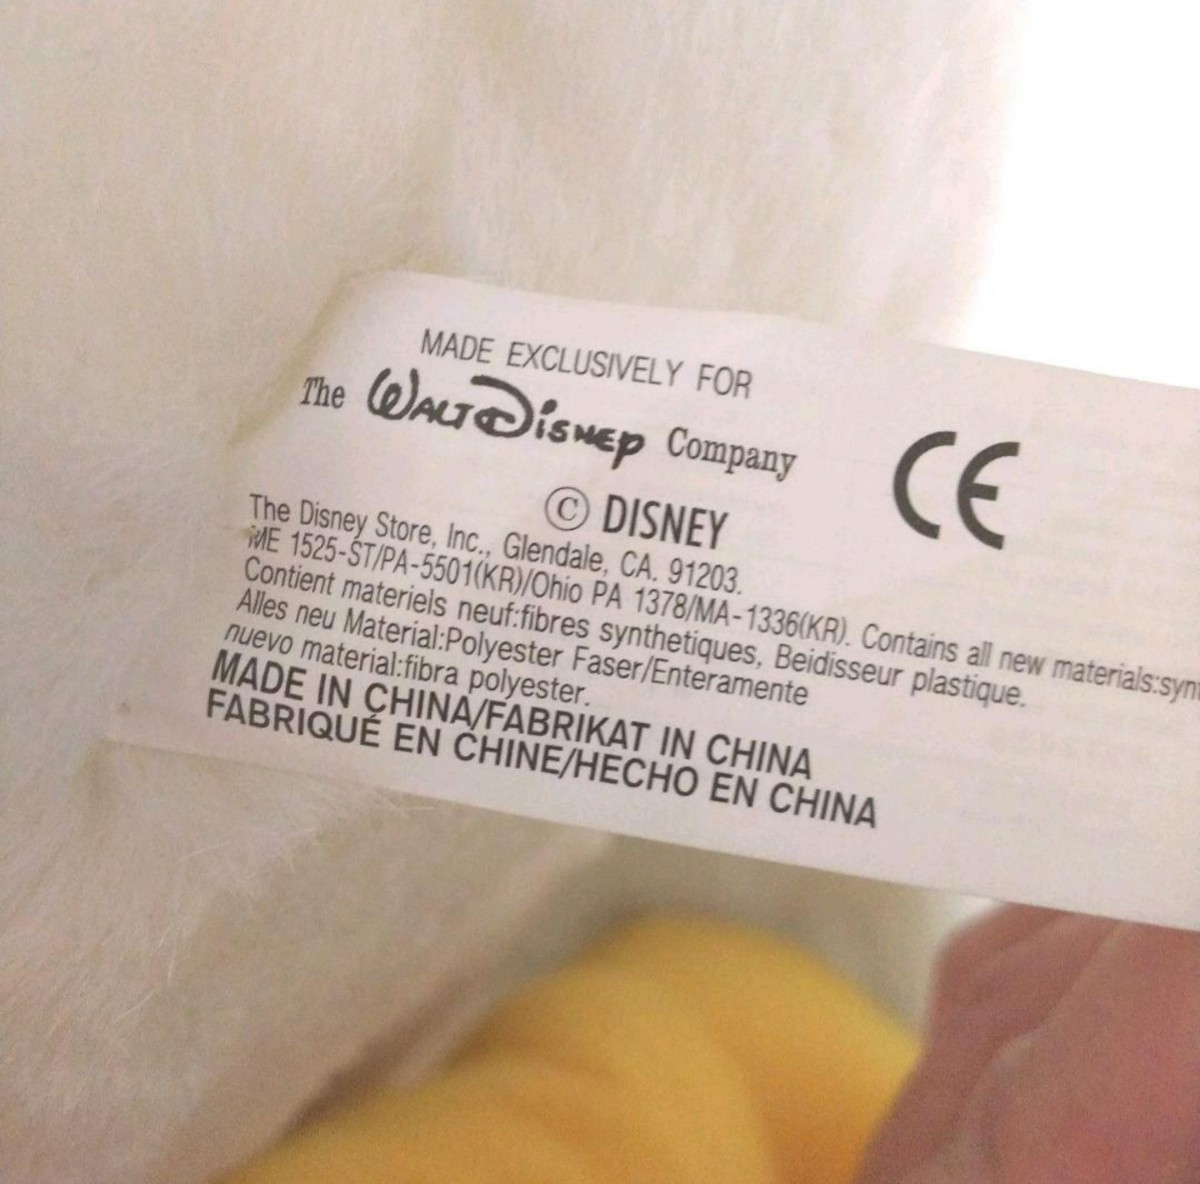 MADE EXCLUSIVELY FOR
The WALT DISNEY Company
CE
© DISNEY
The Disney Store, Inc., Glendale, CA. 91203.
ME 1525-ST/PA-5501(KR)/Ohio PA 1378/MA-1336(KR). Contains all new materials:syn
Contient materiels neuf:fibres synthetiques, Beidisseur plastique.
Alles neu Material:Polyester Faser/Enteramente
nuevo material:fibra polyester.
MADE IN CHINA/FABRIKAT IN CHINA
FABRIQUÉ EN CHINE/HECHO EN CHINA